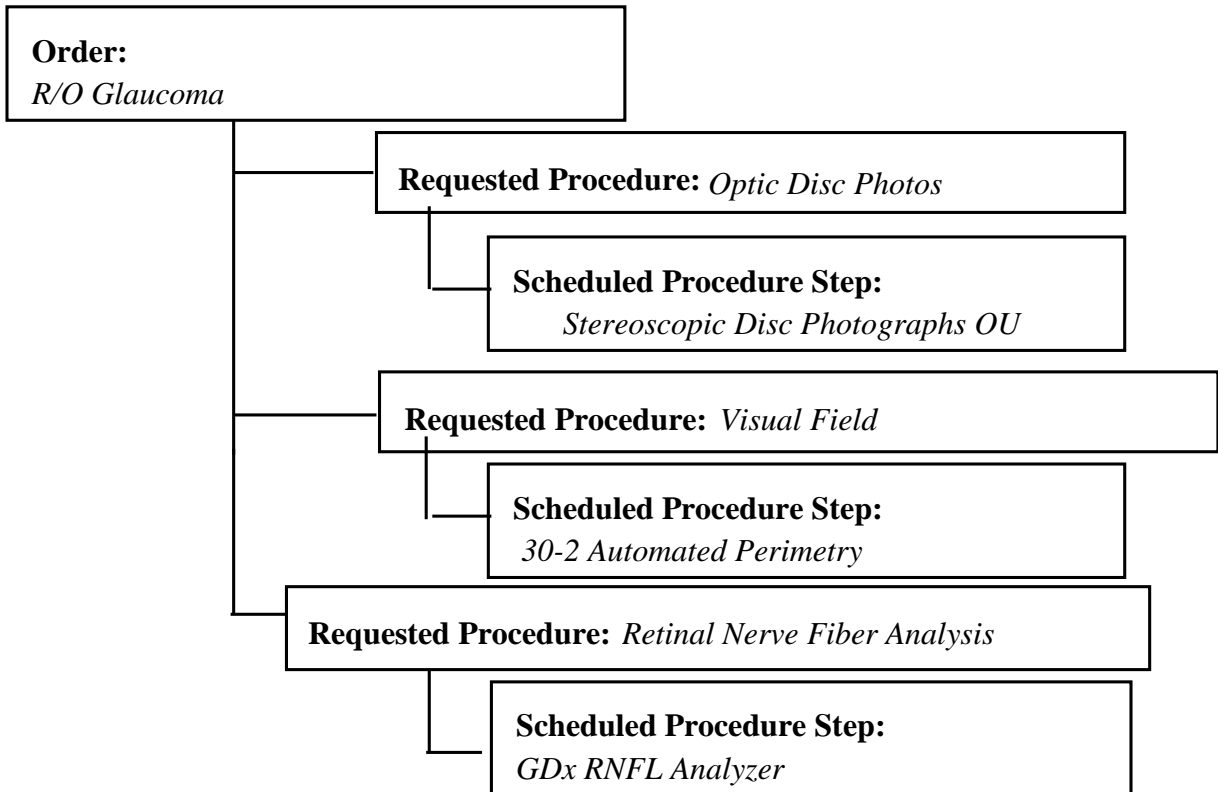 Order:
R/O Glaucoma
Requested Procedure: Optic Disc Photos
Scheduled Procedure Step:
Stereoscopic Disc Photographs OU
Requested Procedure: Visual Field
Scheduled Procedure Step:
30-2 Automated Perimetry
Requested Procedure: Retinal Nerve Fiber Analysis
Scheduled Procedure Step:
GDx RNFL Analyzer